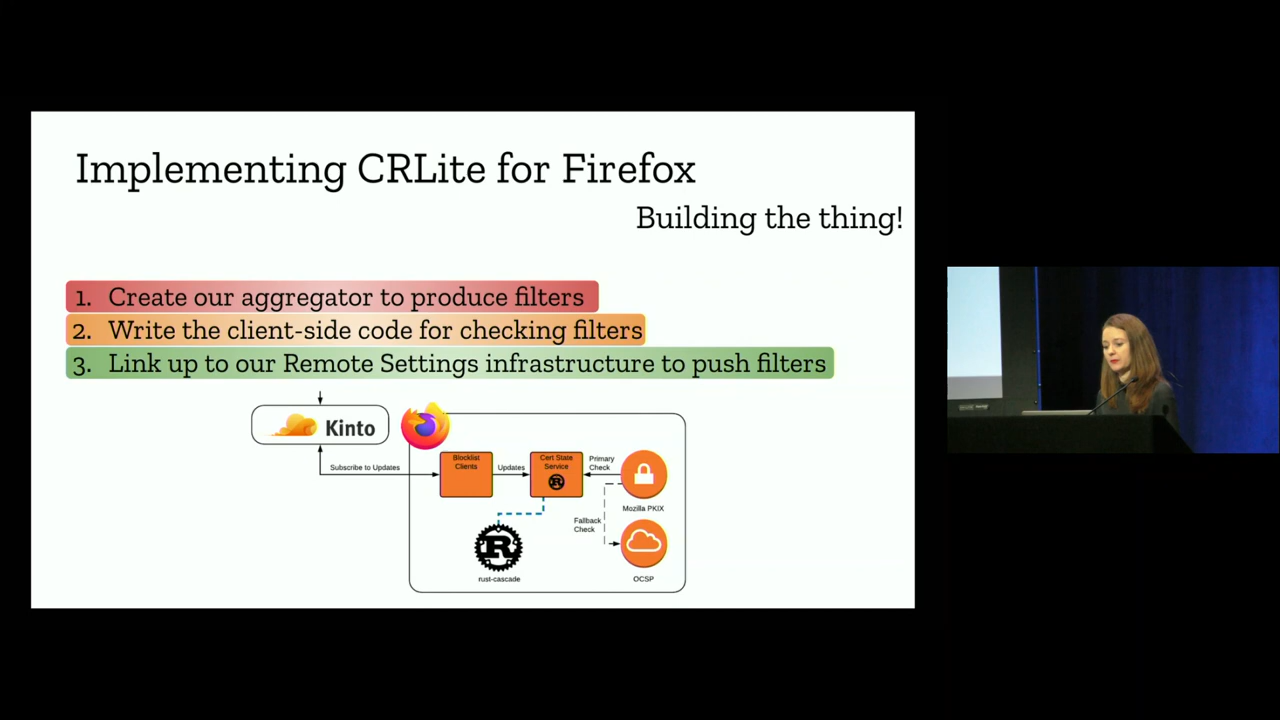 Implementing CRLite for Firefox
Building the thing!
1. Create our aggregator to produce filters
2. Write the client-side code for checking filters
3. Link up to our Remote Settings infrastructure to push filters
Kinto
Subscribe to Updates
Blocklist
Clients
Updates
Cert State
Service
Primary
Check
Mozilla PKIX
Fallback
Check
R
rust-cascade
OCSP